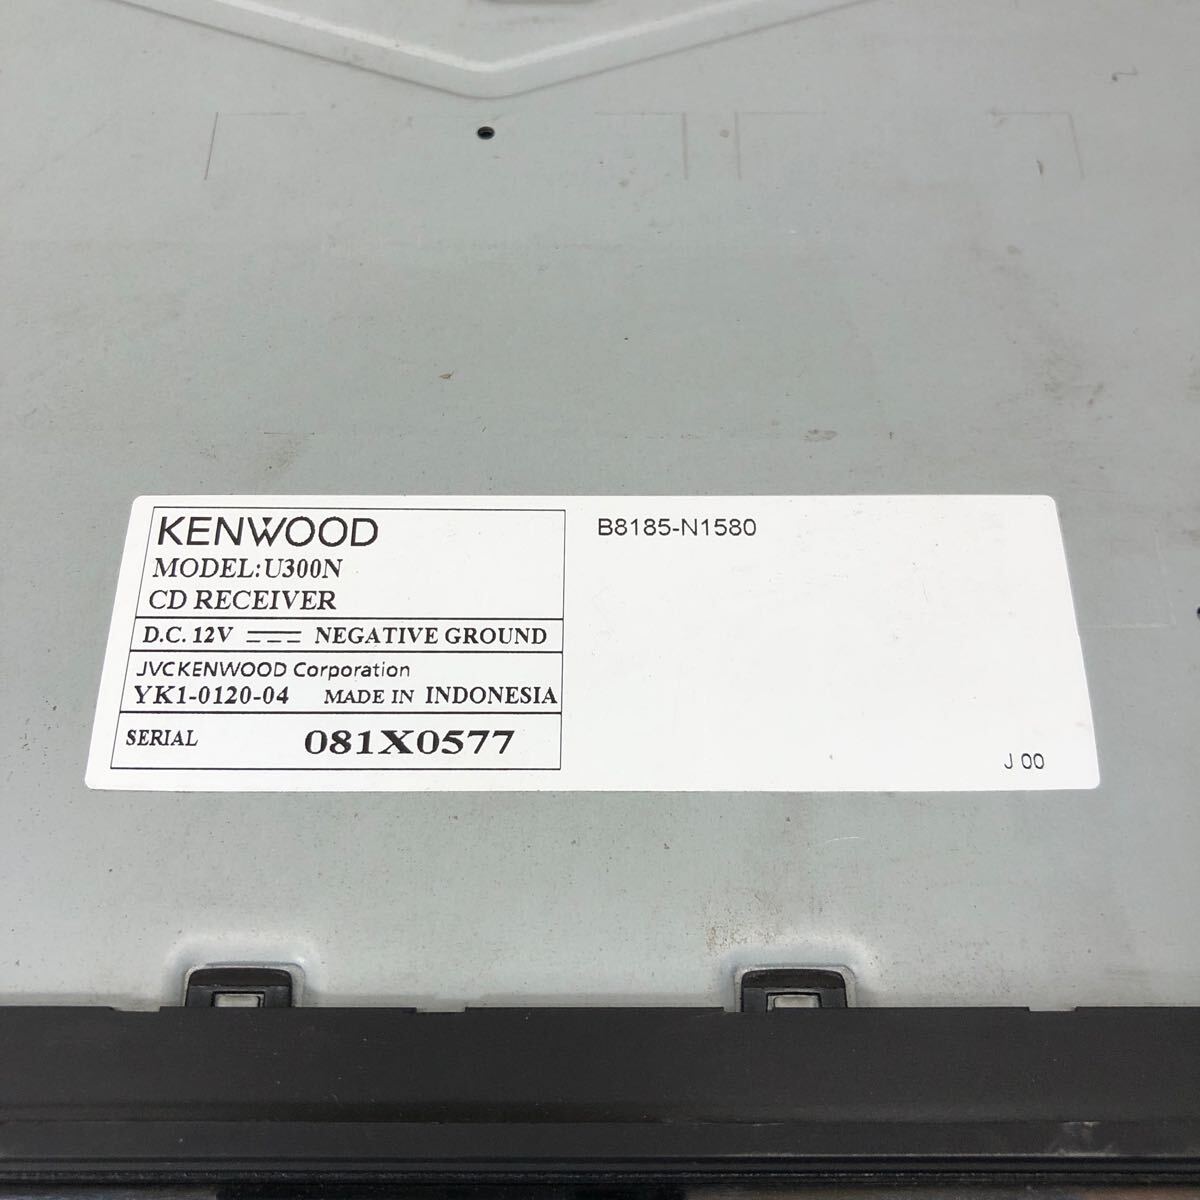 KENWOOD
MODEL:U300N
CD RECEIVER
D.C. 12V NEGATIVE GROUND
JVCKENWOOD Corporation
YK1-0120-04 MADE IN INDONESIA
SERIAL 081X0577
B8185-N1580
J 00